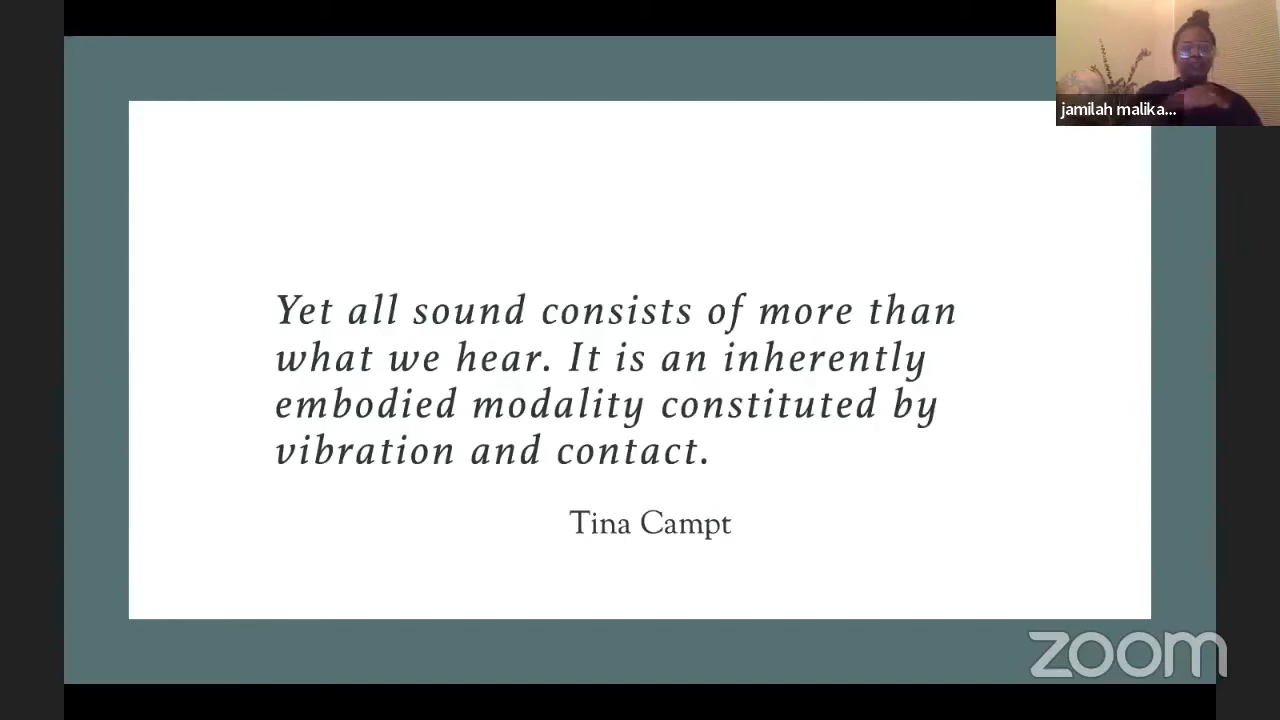 jamilah malika...
Yet all sound consists of more than
what we hear. It is an inherently
embodied modality constituted by
vibration and contact.
Tina Campt
zoom